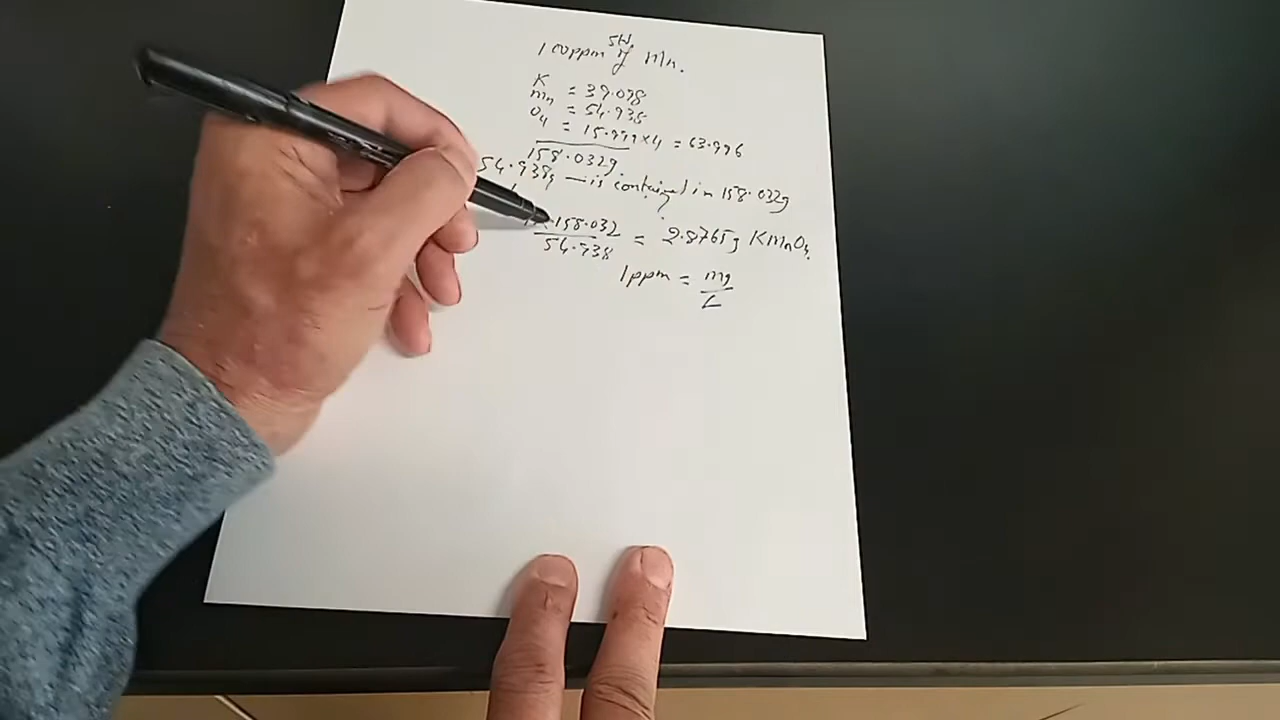 1000ppm std. of Mn.
K = 39.098
Mn = 54.938
O4 = 15.999×4 = 63.996
158.032g.
54.938g — is contained in 158.032g
158.032
54.938 = 2.8765g KMnO4.
1ppm = mg
L